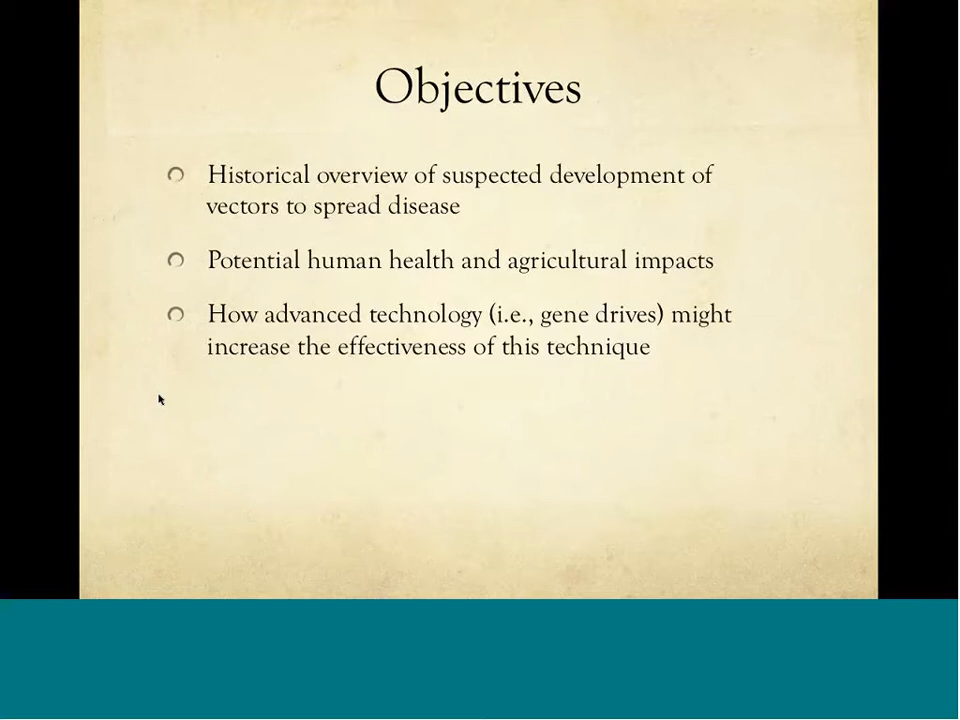 Objectives
Historical overview of suspected development of
vectors to spread disease
Potential human health and agricultural impacts
How advanced technology (i.e., gene drives) might
increase the effectiveness of this technique